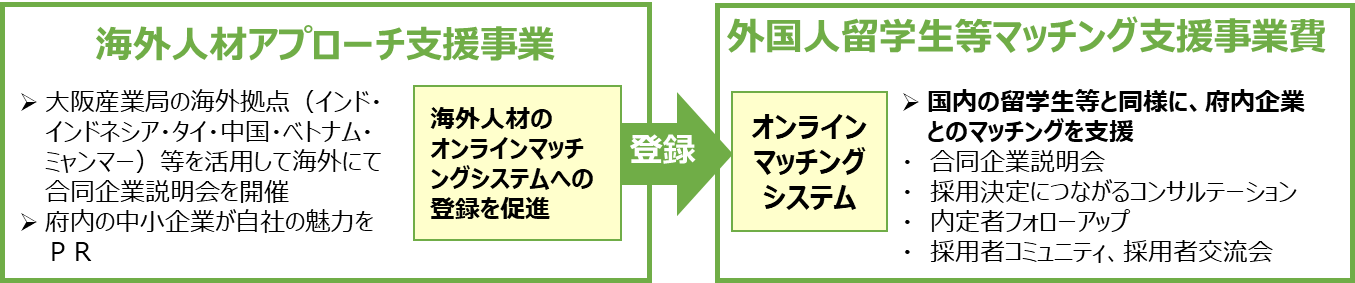 海外人材アプローチ支援事業
➢ 大阪産業局の海外拠点（インド・
インドネシア・タイ・中国・ベトナム・
ミャンマー）等を活用して海外にて
合同企業説明会を開催
➢ 府内の中小企業が自社の魅力を
ＰＲ
海外人材の
オンラインマッチ
ングシステムへの
登録を促進
登録
外国人留学生等マッチング支援事業費
オンライン
マッチング
システム
➢ 国内の留学生等と同様に、府内企業
とのマッチングを支援
・ 合同企業説明会
・ 採用決定につながるコンサルテーション
・ 内定者フォローアップ
・ 採用者コミュニティ、採用者交流会